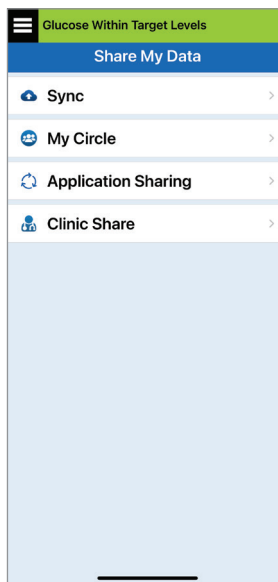 Glucose Within Target Levels
Share My Data
Sync
My Circle
Application Sharing
Clinic Share